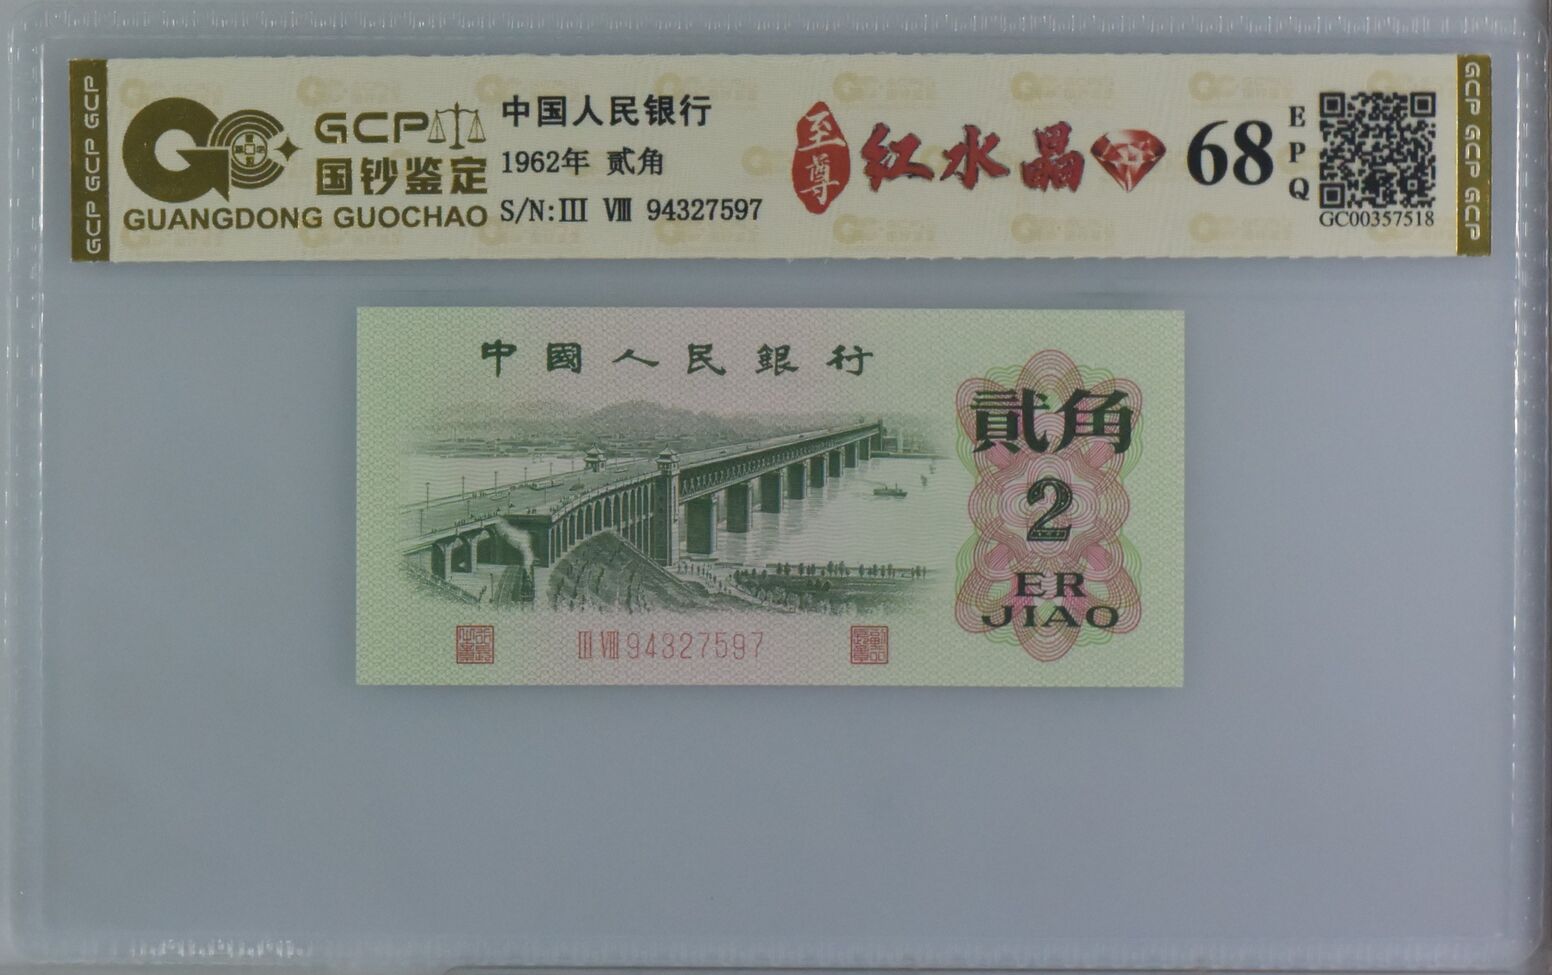 GCP GCP GCP
GCP
国钞鉴定
GUANGDONG GUOCHAO
中国人民银行
1962年 贰角
S/N:III VIII 94327597
至尊
红水晶
68
EPQ
GC00357518
GCP GCP GCP
中國人民銀行
貳角
2
ER
JIAO
III VIII 94327597